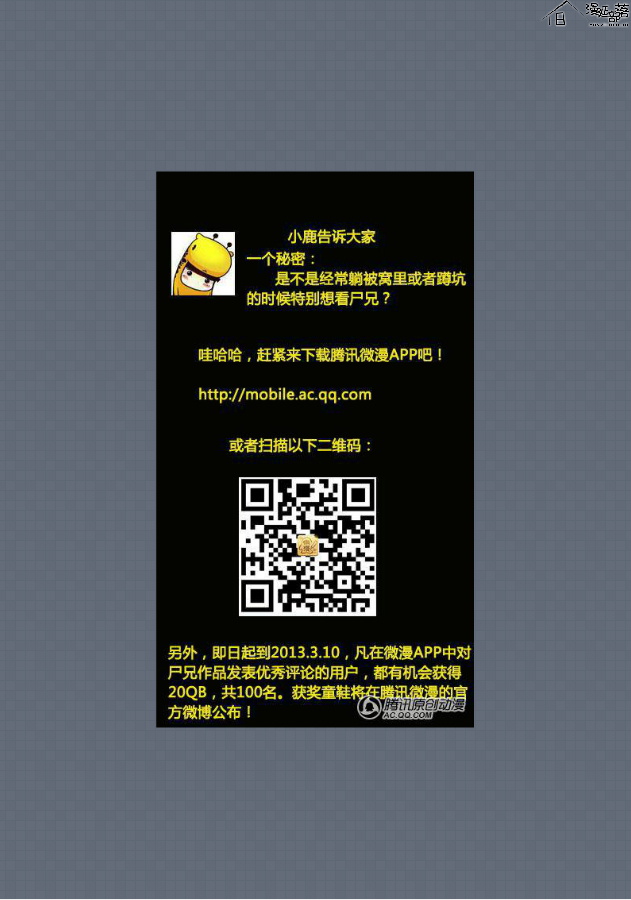 漫征部落
小鹿告诉大家
一个秘密：
是不是经常躺被窝里或者蹲坑
的时候特别想看尸兄？
哇哈哈，赶紧来下载腾讯微漫APP吧！
http://mobile.ac.qq.com
或者扫描以下二维码：
另外，即日起到2013.3.10，凡在微漫APP中对
尸兄作品发表优秀评论的用户，都有机会获得
20QB，共100名。获奖童鞋将在腾讯微漫的官
方微博公布！
腾讯原创动漫
AC.QQ.COM